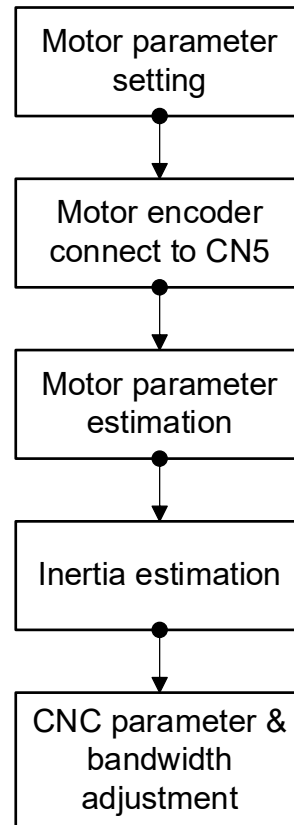 Motor parameter
setting
Motor encoder
connect to CN5
Motor parameter
estimation
Inertia estimation
CNC parameter &
bandwidth
adjustment